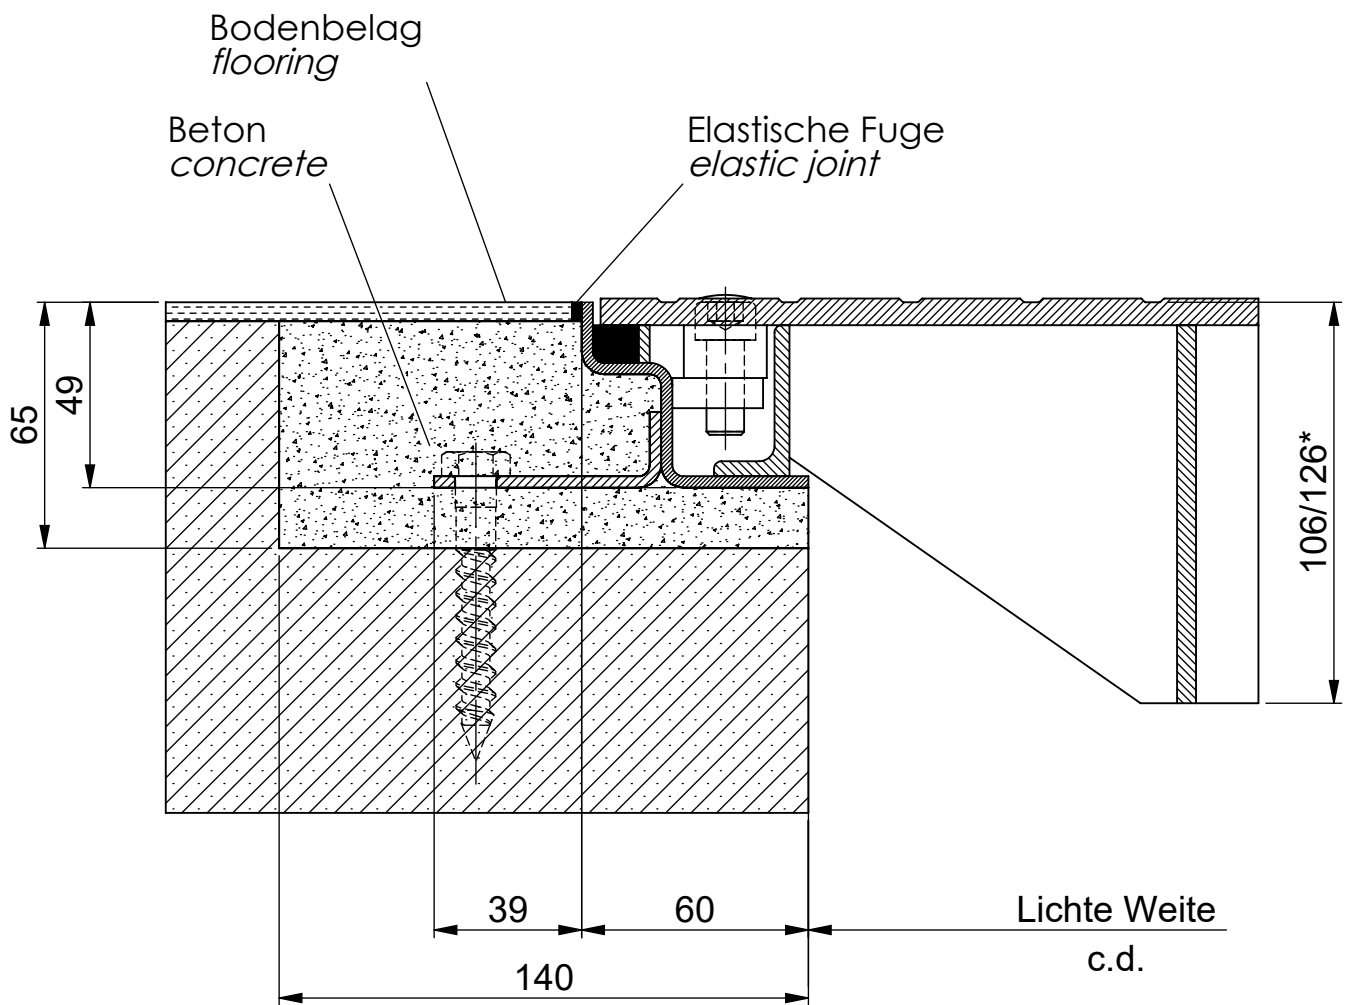 Bodenbelag
flooring
Beton
concrete
Elastische Fuge
elastic joint
65
49
106/126*
39
60
Lichte Weite
c.d.
140